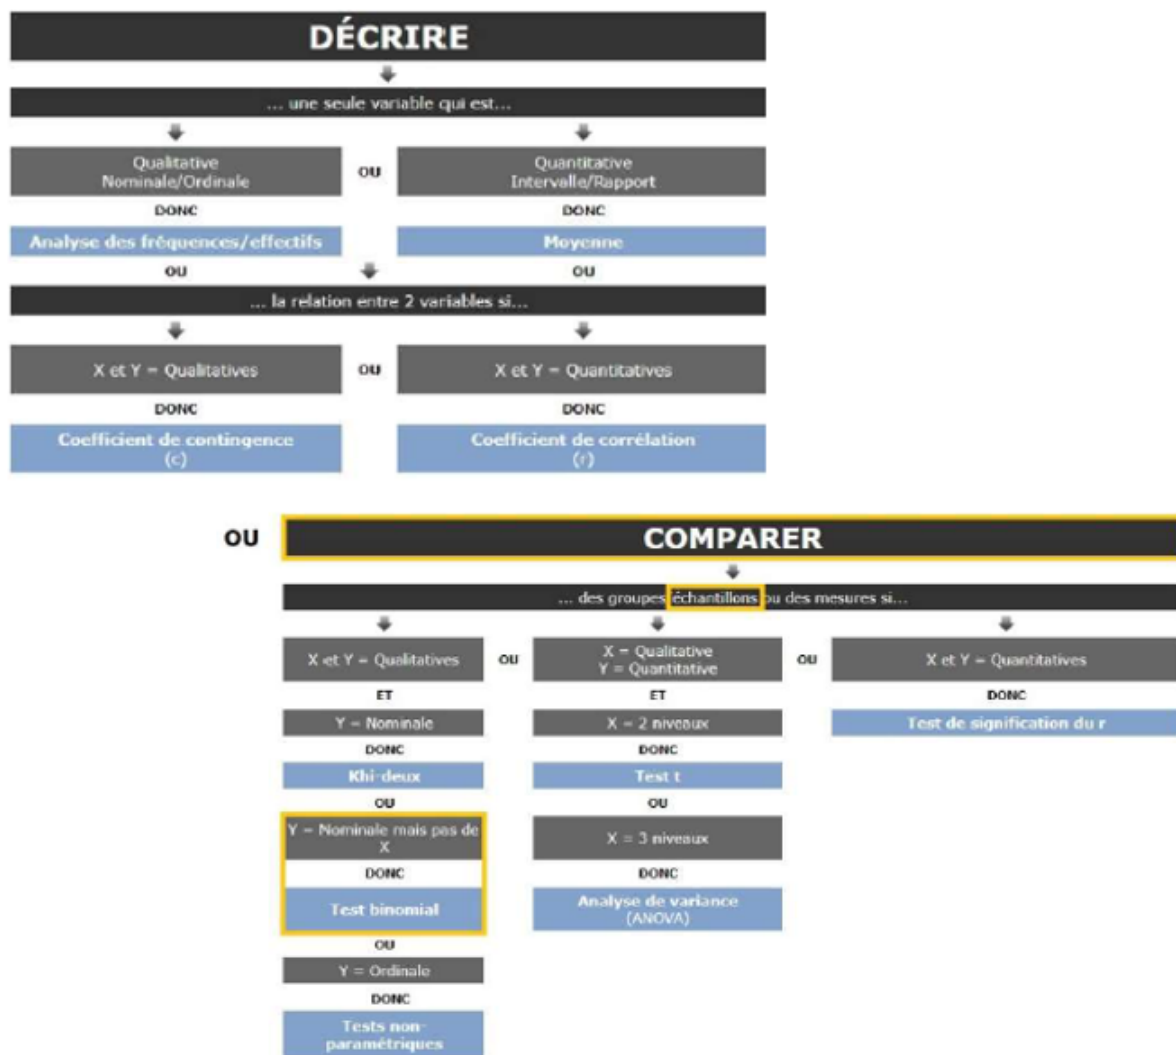 DÉCRIRE
... une seule variable qui est...
Qualitative
Nominale/Ordinale
OU
Quantitative
Intervalle/Rapport
DONC
DONC
Analyse des fréquences/effectifs
Moyenne
OU
OU
... la relation entre 2 variables si...
X et Y = Qualitatives
OU
X et Y = Quantitatives
DONC
DONC
Coefficient de contingence
(c)
Coefficient de corrélation
(r)
OU
COMPARER
... des groupes échantillons ou des mesures si...
X et Y = Qualitatives
OU
X = Qualitative
Y = Quantitative
OU
X et Y = Quantitatives
ET
ET
DONC
Y = Nominale
X = 2 niveaux
Test de signification du r
DONC
DONC
Khi-deux
Test t
OU
OU
Y = Nominale mais pas de
X
X = 3 niveaux
DONC
DONC
Test binomial
Analyse de variance
(ANOVA)
OU
Y = Ordinale
DONC
Tests non-
paramétriques